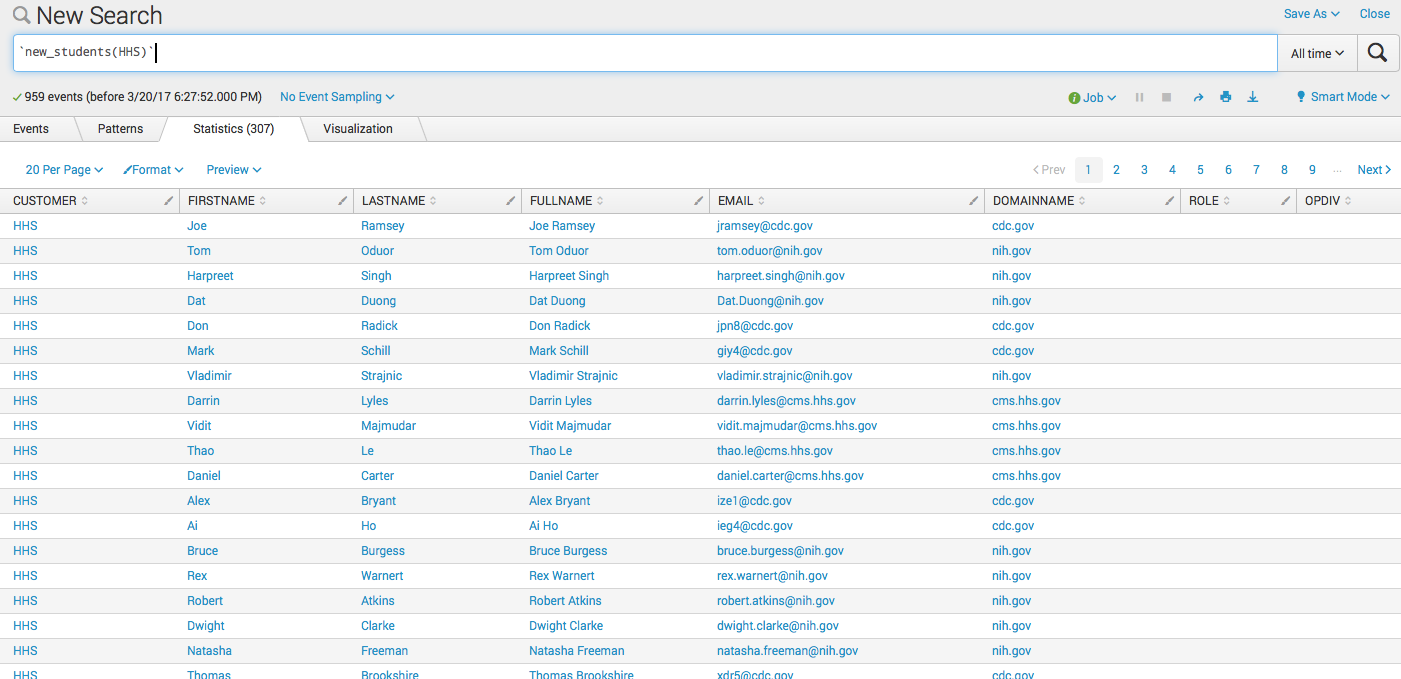 New Search Save As Close
`new_students(HHS)` All time
959 events (before 3/20/17 6:27:52.000 PM) No Event Sampling Job Smart Mode
Events Patterns Statistics (307) Visualization
20 Per Page Format Preview Prev 1 2 3 4 5 6 7 8 9 ... Next
CUSTOMER FIRSTNAME LASTNAME FULLNAME EMAIL DOMAINNAME ROLE OPDIV
HHS Joe Ramsey Joe Ramsey jramsey@cdc.gov cdc.gov
HHS Tom Oduor Tom Oduor tom.oduor@nih.gov nih.gov
HHS Harpreet Singh Harpreet Singh harpreet.singh@nih.gov nih.gov
HHS Dat Duong Dat Duong Dat.Duong@nih.gov nih.gov
HHS Don Radick Don Radick jpn8@cdc.gov cdc.gov
HHS Mark Schill Mark Schill giy4@cdc.gov cdc.gov
HHS Vladimir Strajnic Vladimir Strajnic vladimir.strajnic@nih.gov nih.gov
HHS Darrin Lyles Darrin Lyles darrin.lyles@cms.hhs.gov cms.hhs.gov
HHS Vidit Majmudar Vidit Majmudar vidit.majmudar@cms.hhs.gov cms.hhs.gov
HHS Thao Le Thao Le thao.le@cms.hhs.gov cms.hhs.gov
HHS Daniel Carter Daniel Carter daniel.carter@cms.hhs.gov cms.hhs.gov
HHS Alex Bryant Alex Bryant ize1@cdc.gov cdc.gov
HHS Ai Ho Ai Ho ieg4@cdc.gov cdc.gov
HHS Bruce Burgess Bruce Burgess bruce.burgess@nih.gov nih.gov
HHS Rex Warnert Rex Warnert rex.warnert@nih.gov nih.gov
HHS Robert Atkins Robert Atkins robert.atkins@nih.gov nih.gov
HHS Dwight Clarke Dwight Clarke dwight.clarke@nih.gov nih.gov
HHS Natasha Freeman Natasha Freeman natasha.freeman@nih.gov nih.gov
HHS Thomas Brookshire Thomas Brookshire xdr5@cdc.gov cdc.gov